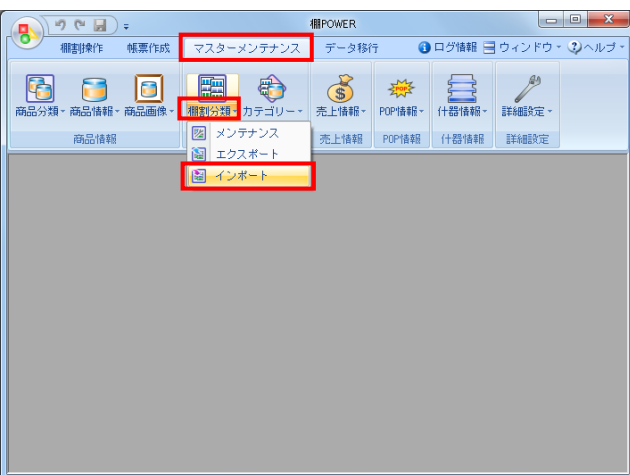 棚POWER
棚割操作 帳票作成 マスターメンテナンス データ移行 ログ情報 ウィンドウ ヘルプ
商品分類 商品情報 商品画像 棚割分類 カテゴリー 売上情報 POP情報 什器情報 詳細設定
商品情報 売上情報 POP情報 什器情報 詳細設定
メンテナンス
エクスポート
インポート